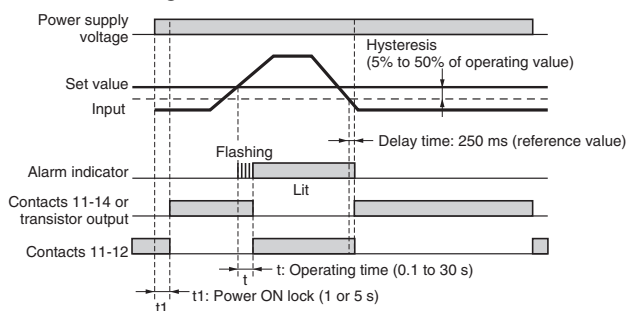 Power supply
voltage
Hysteresis
(5% to 50% of operating value)
Set value
Input
Delay time: 250 ms (reference value)
Flashing
Alarm indicator
Lit
Contacts 11-14 or
transistor output
Contacts 11-12
t: Operating time (0.1 to 30 s)
t
t1: Power ON lock (1 or 5 s)
t1